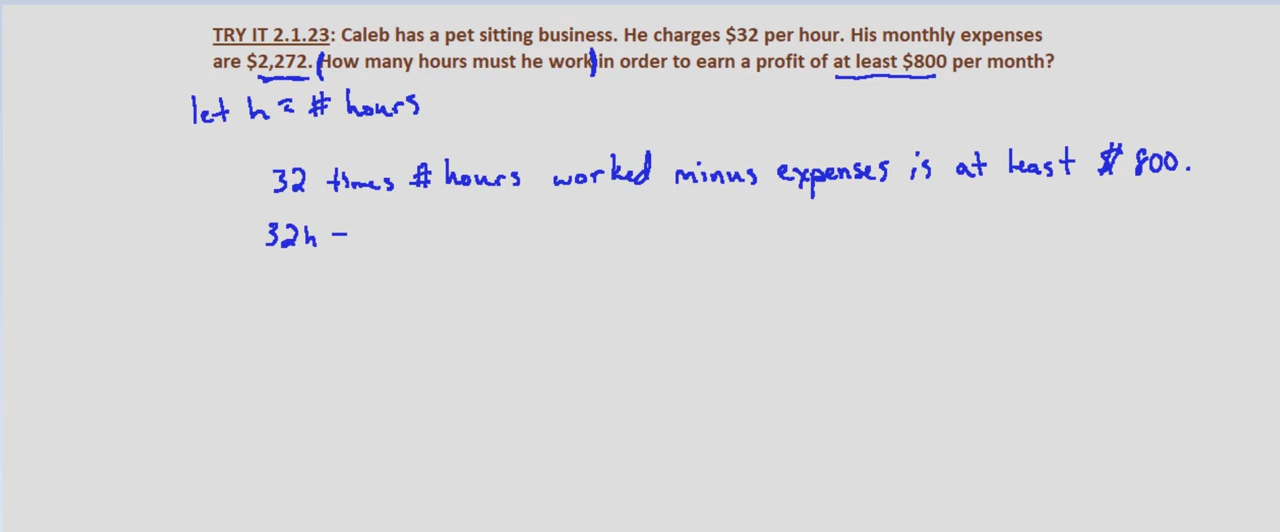 TRY IT 2.1.23: Caleb has a pet sitting business. He charges $32 per hour. His monthly expenses
are $2,272. (How many hours must he work) in order to earn a profit of at least $800 per month?
let h = # hours
32 times # hours worked minus expenses is at least $ 800.
32h -